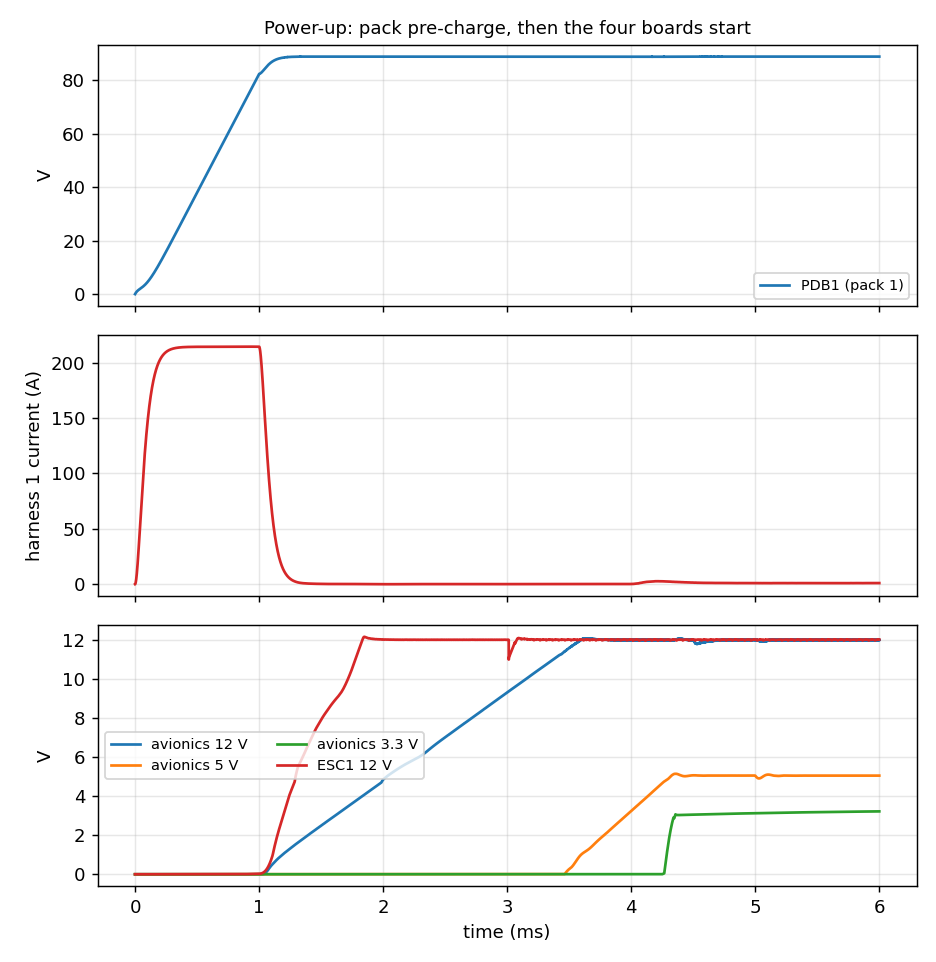 Power-up: pack pre-charge, then the four boards start
80
60
40
20
0
V
PDB1 (pack 1)
200
150
100
50
0
harness 1 current (A)
12
10
8
6
4
2
0
V
avionics 12 V
avionics 5 V
avionics 3.3 V
ESC1 12 V
0 1 2 3 4 5 6
time (ms)